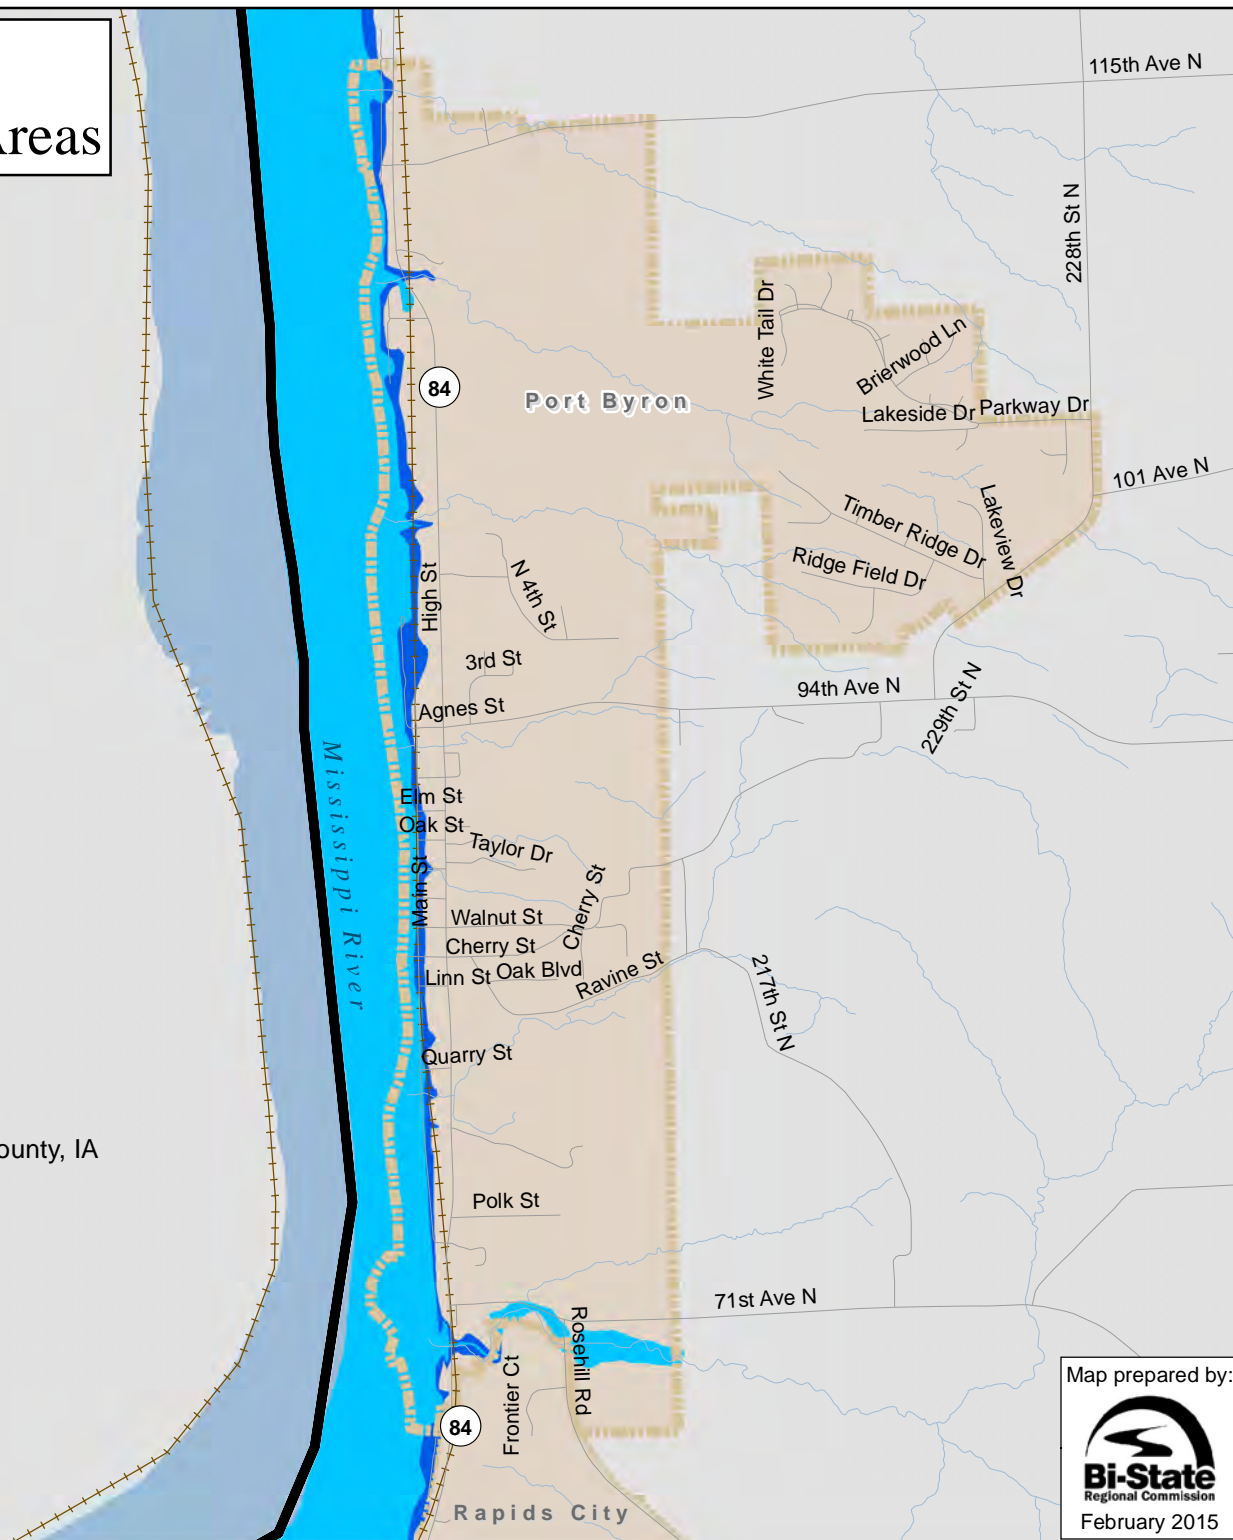 Areas
115th Ave N
228th St N
White Tail Dr
Brierwood Ln
84
Port Byron
Lakeside Dr
Parkway Dr
101 Ave N
Timber Ridge Dr
Lakeview Dr
Ridge Field Dr
High St
N 4th St
3rd St
94th Ave N
229th St N
Agnes St
Mississippi River
Elm St
Oak St
Taylor Dr
Main St
Cherry St
Walnut St
Cherry St
Linn St
Oak Blvd
Ravine St
217th St N
Quarry St
ounty, IA
Polk St
71st Ave N
Rosehill Rd
Frontier Ct
84
Rapids City
Map prepared by:
Bi-State
Regional Commission
February 2015